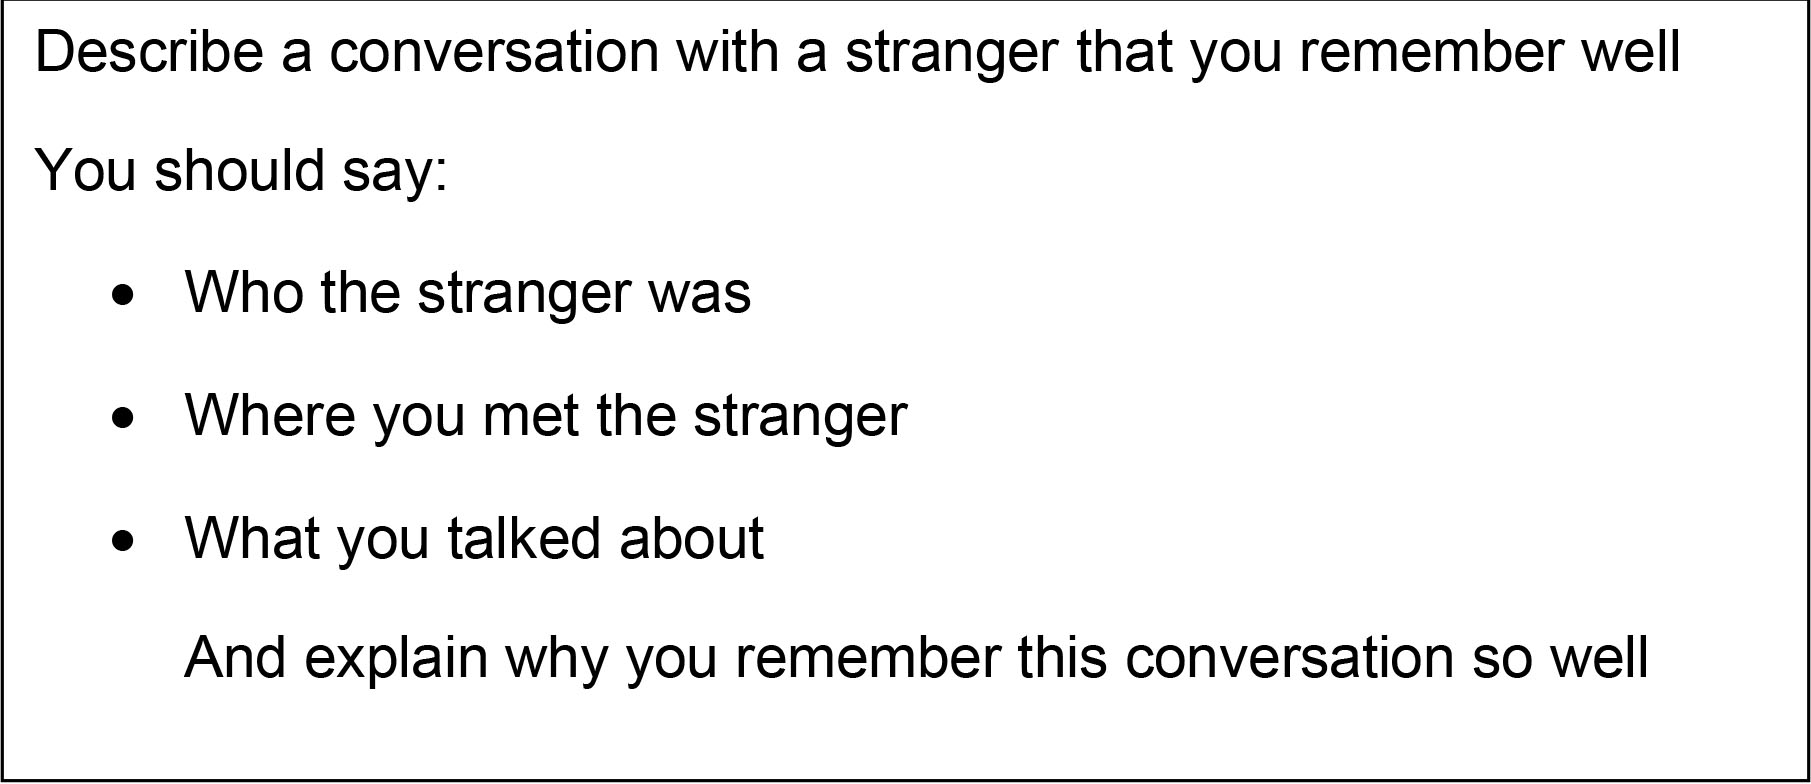 Describe a conversation with a stranger that you remember well
You should say:
• Who the stranger was
• Where you met the stranger
• What you talked about
And explain why you remember this conversation so well